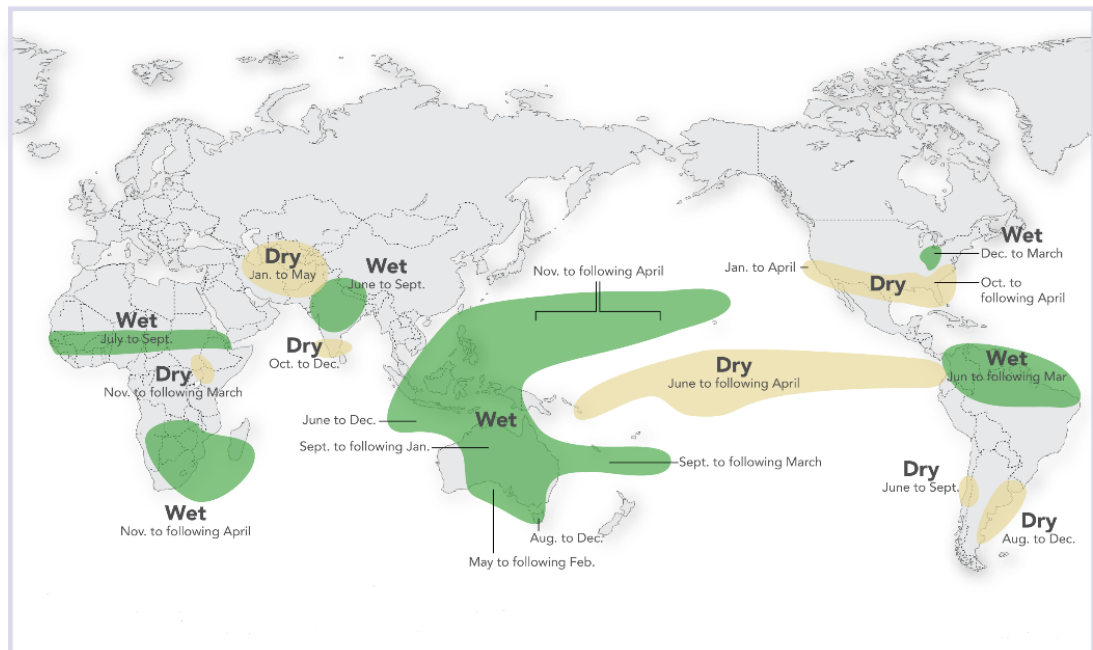 Dry
Jan. to May
Wet
June to Sept.
Wet
July to Sept.
Dry
Oct. to Dec.
Dry
Nov. to following March
Wet
Nov. to following April
Nov. to following April
June to Dec.
Wet
Sept. to following Jan.
Sept. to following March
Aug. to Dec.
May to following Feb.
Dry
June to following April
Jan. to April
Dry
Wet
Dec. to March
Oct. to
following April
Wet
Jun to following Mar
Dry
June to Sept.
Dry
Aug. to Dec.